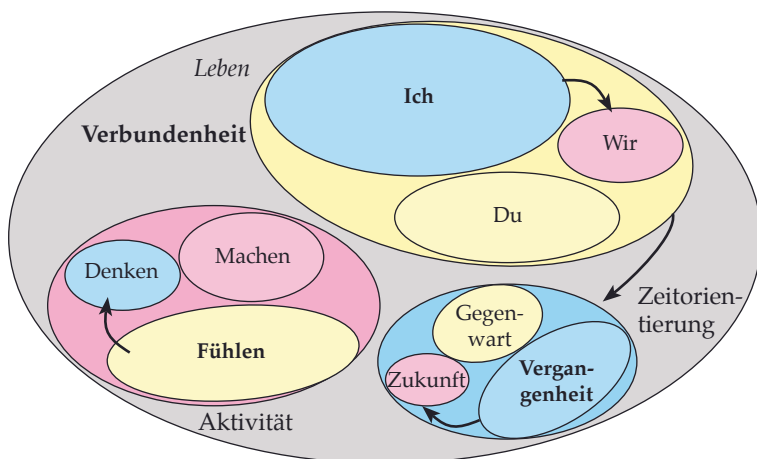 Leben
Ich
Verbundenheit
Wir
Du
Denken
Machen
Fühlen
Aktivität
Zeitorien-
tierung
Gegen-
wart
Zukunft
Vergan-
genheit